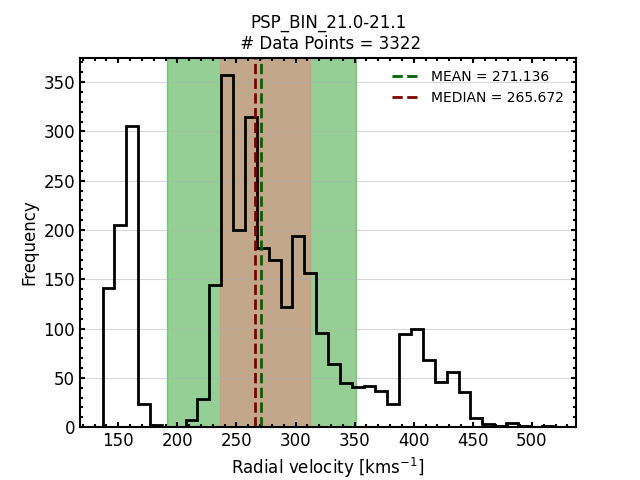 PSP_BIN_21.0-21.1
# Data Points = 3322
MEAN = 271.136
MEDIAN = 265.672
Frequency
350
300
250
200
150
100
50
0
150 200 250 300 350 400 450 500
Radial velocity [kms⁻¹]